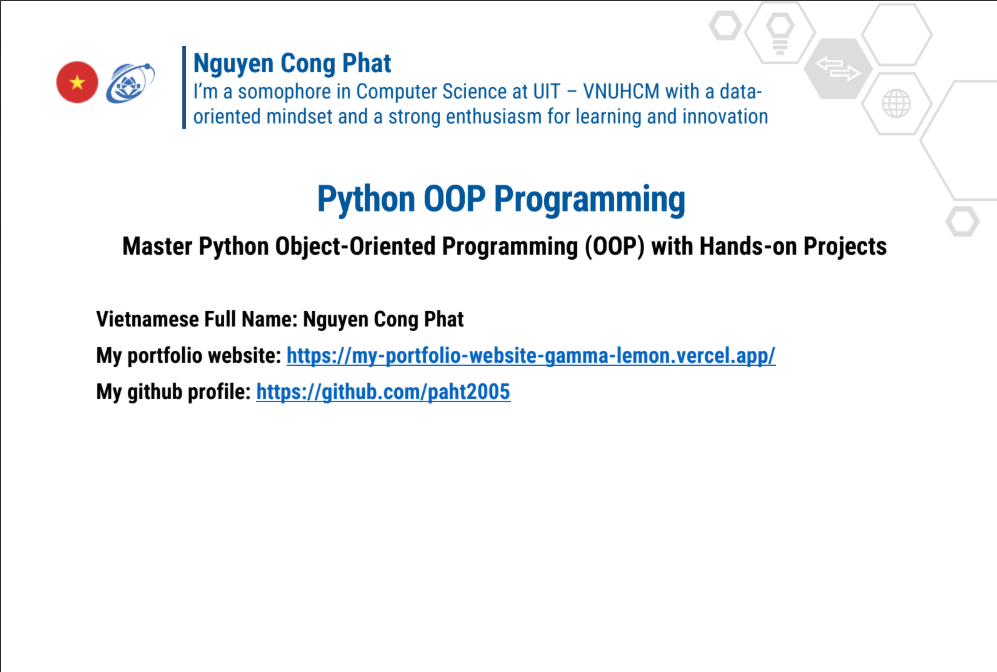 Nguyen Cong Phat
I'm a somophore in Computer Science at UIT – VNUHCM with a data-
oriented mindset and a strong enthusiasm for learning and innovation
Python OOP Programming
Master Python Object-Oriented Programming (OOP) with Hands-on Projects
Vietnamese Full Name: Nguyen Cong Phat
My portfolio website: https://my-portfolio-website-gamma-lemon.vercel.app/
My github profile: https://github.com/paht2005